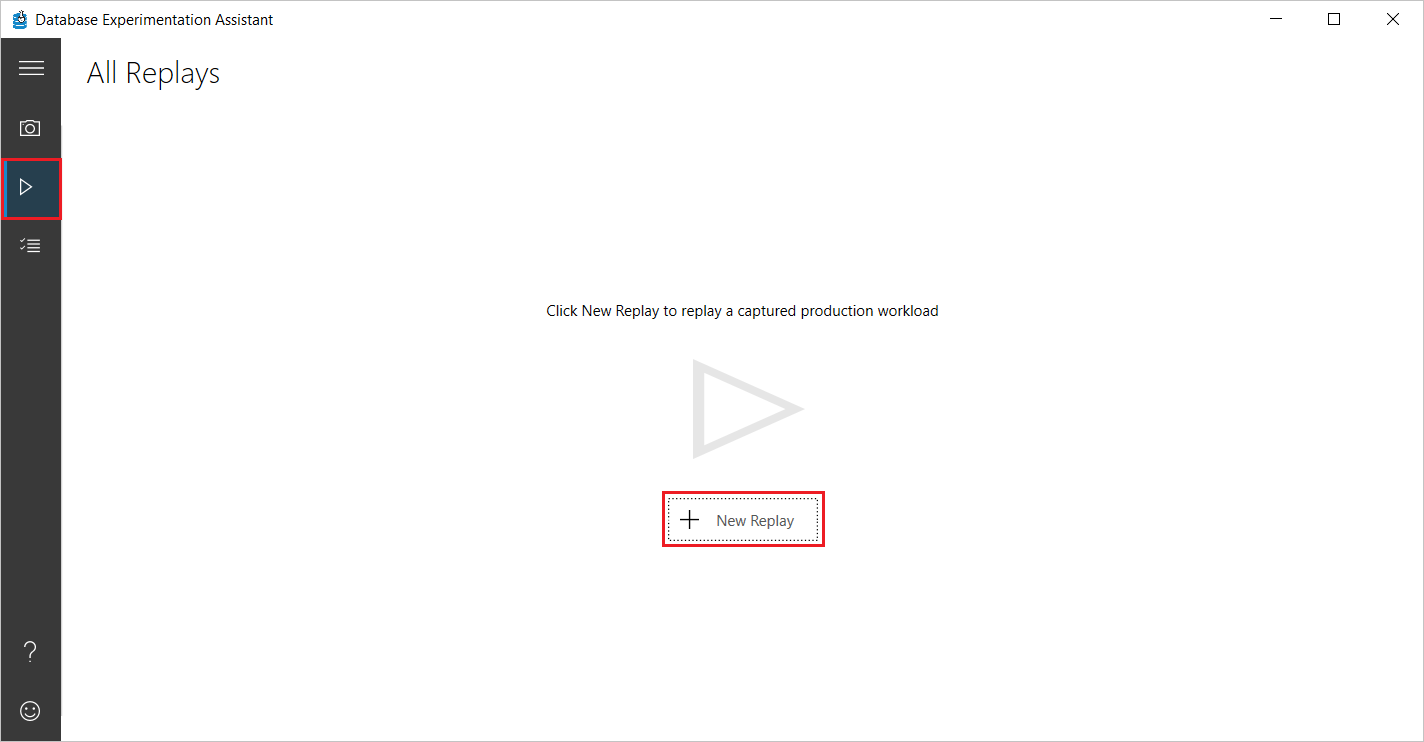 Database Experimentation Assistant
All Replays
Click New Replay to replay a captured production workload
New Replay